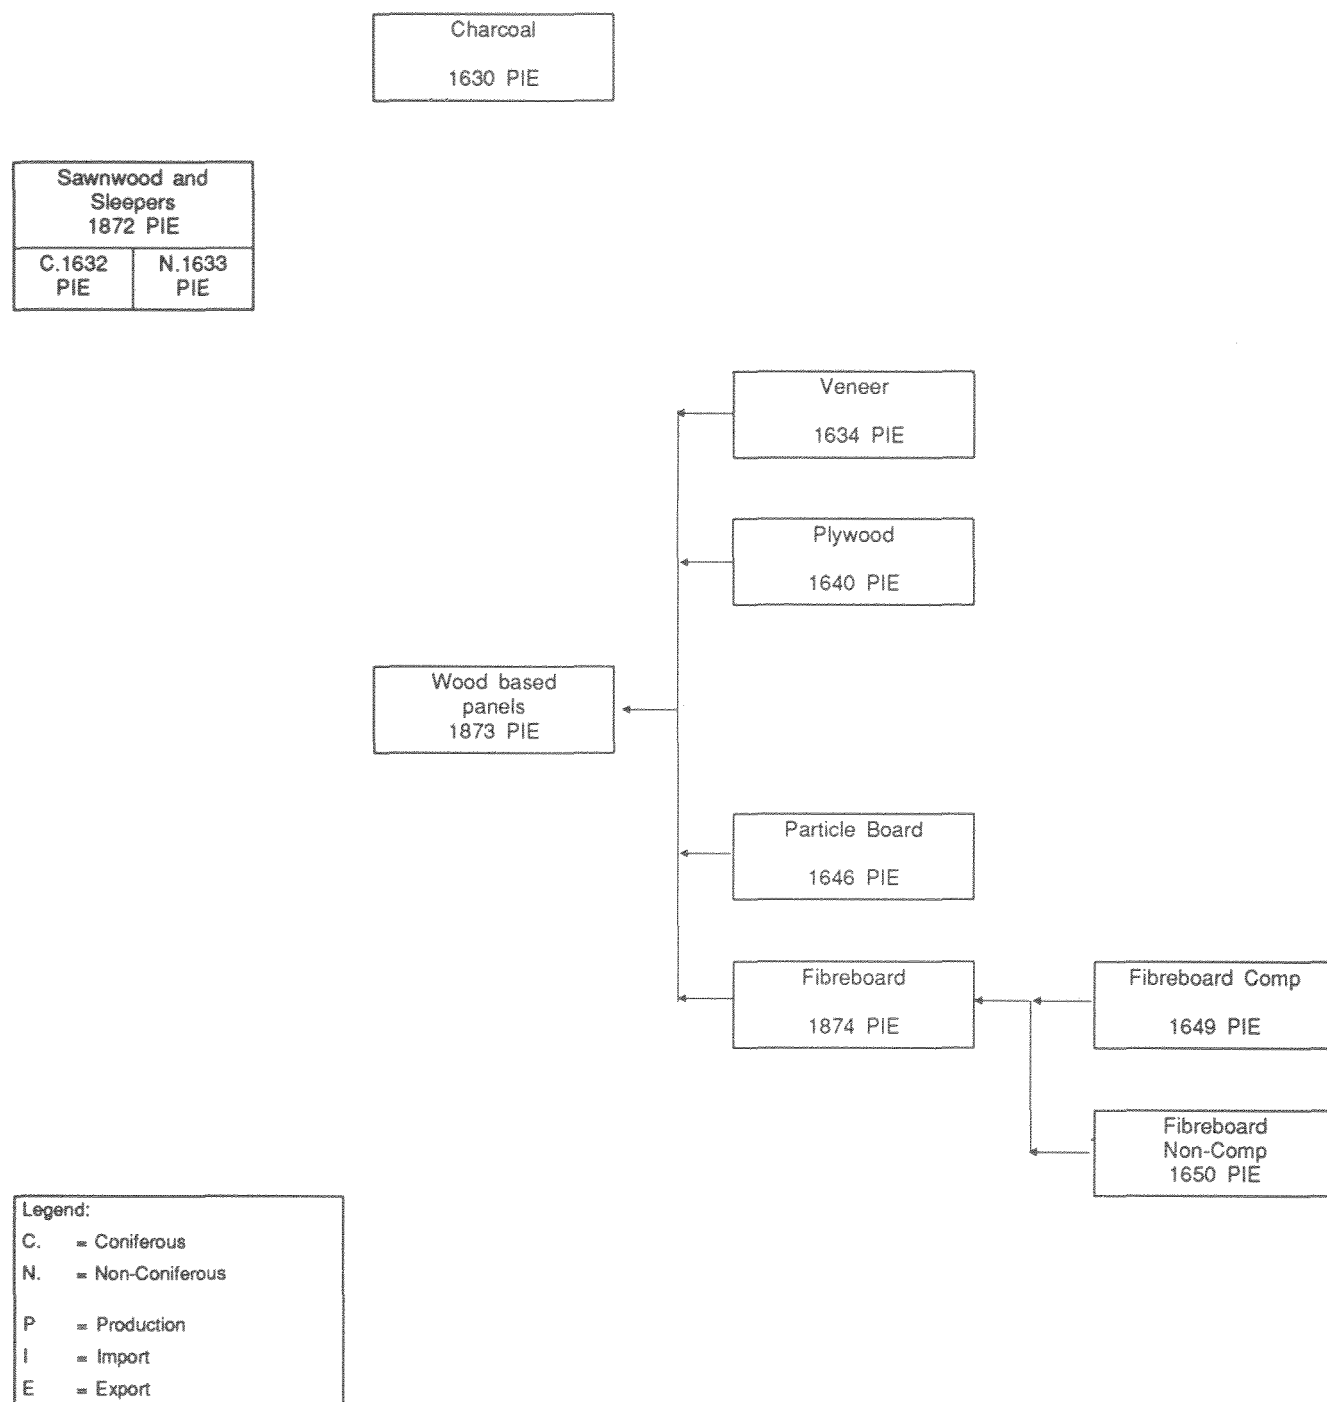 Charcoal
1630 PIE
Sawnwood and
Sleepers
1872 PIE
C.1632
PIE
N.1633
PIE
Veneer
1634 PIE
Plywood
1640 PIE
Wood based
panels
1873 PIE
Particle Board
1646 PIE
Fibreboard
1874 PIE
Fibreboard Comp
1649 PIE
Fibreboard
Non-Comp
1650 PIE
Legend:
C. = Coniferous
N. = Non-Coniferous
P = Production
I = Import
E = Export